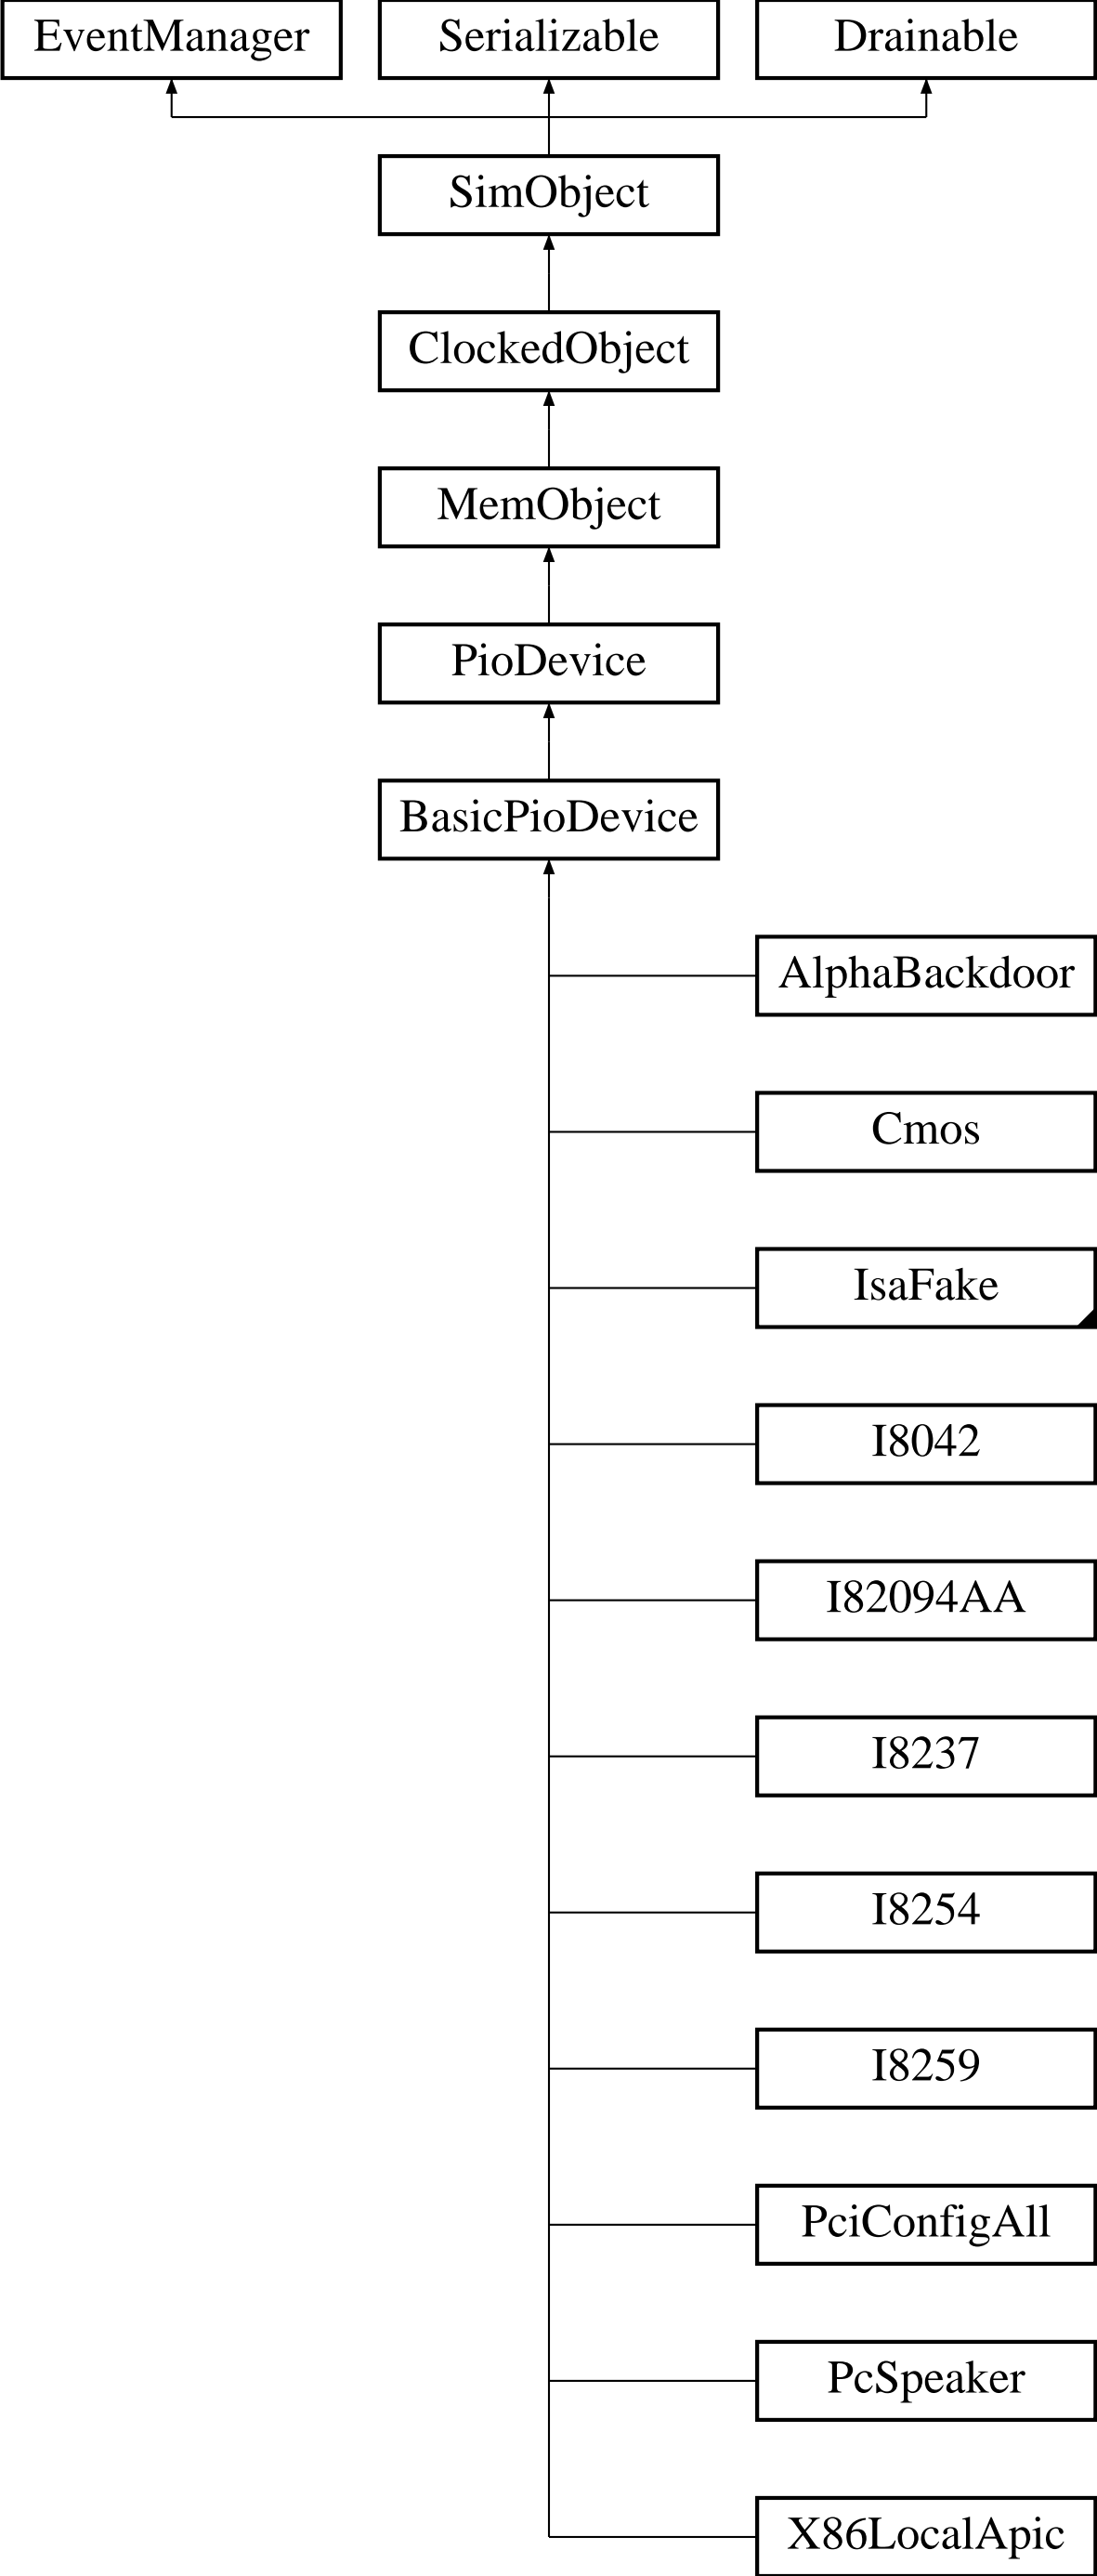 EventManager
Serializable
Drainable
SimObject
ClockedObject
MemObject
PioDevice
BasicPioDevice
AlphaBackdoor
Cmos
IsaFake
I8042
I82094AA
I8237
I8254
I8259
PciConfigAll
PcSpeaker
X86LocalApic